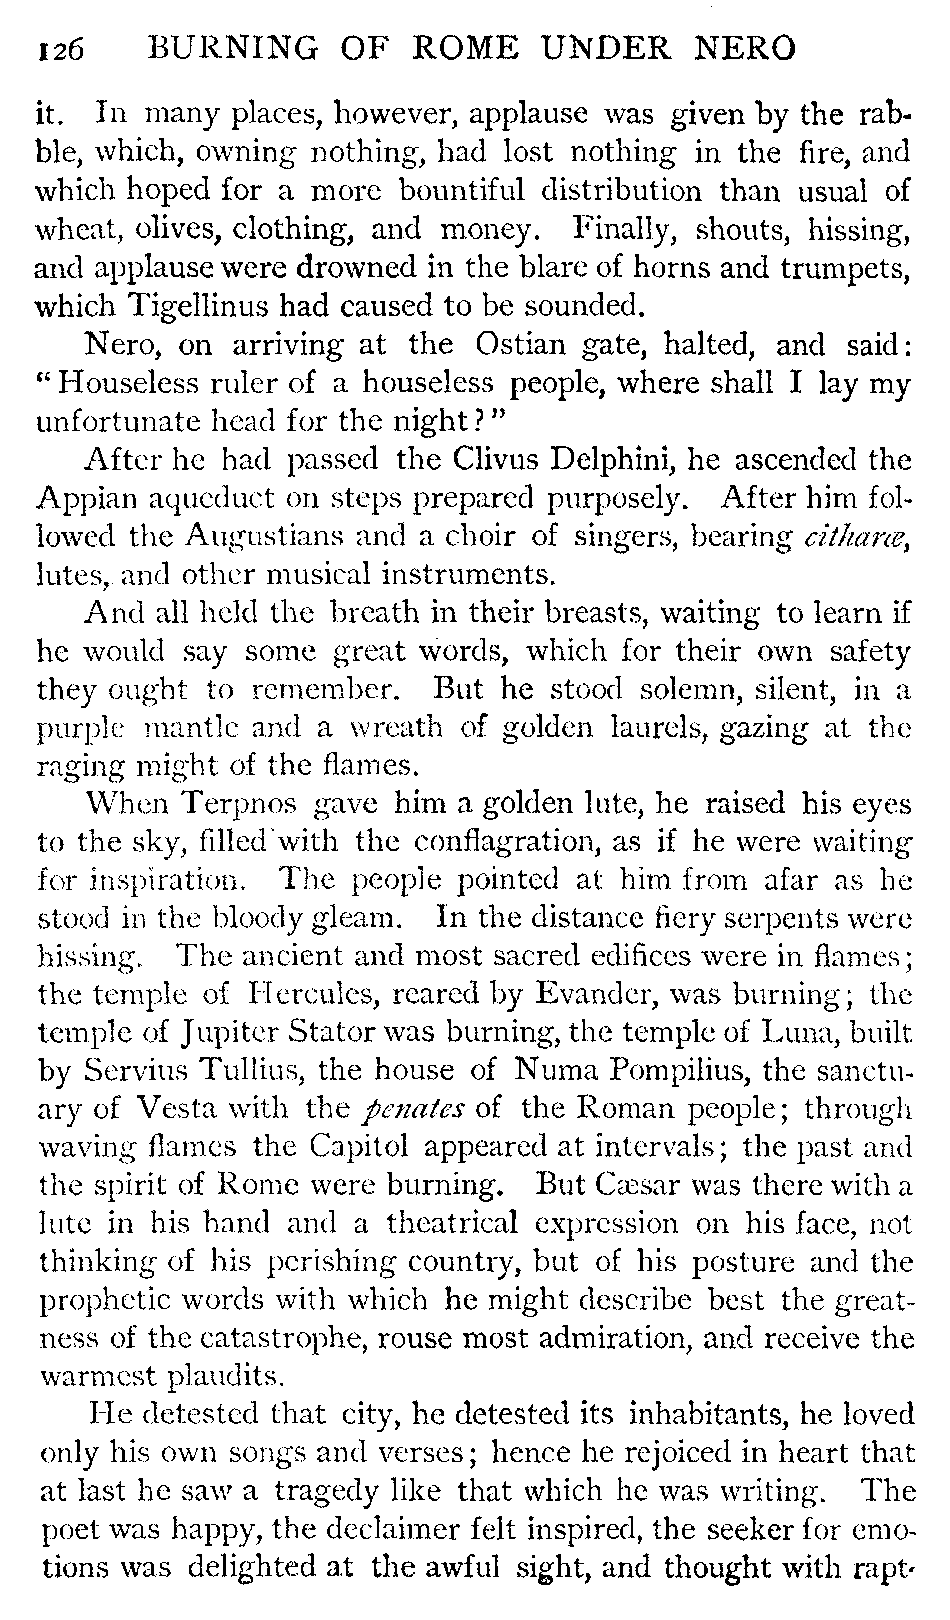 126 BURNING OF ROME UNDER NERO
it. In many places, however, applause was given by the rab-
ble, which, owning nothing, had lost nothing in the fire, and
which hoped for a more bountiful distribution than usual of
wheat, olives, clothing, and money. Finally, shouts, hissing,
and applause were drowned in the blare of horns and trumpets,
which Tigellinus had caused to be sounded.
Nero, on arriving at the Ostian gate, halted, and said:
“Houseless ruler of a houseless people, where shall I lay my
unfortunate head for the night?”
After he had passed the Clivus Delphini, he ascended the
Appian aqueduct on steps prepared purposely. After him fol-
lowed the Augustians and a choir of singers, bearing citharæ,
lutes, and other musical instruments.
And all held the breath in their breasts, waiting to learn if
he would say some great words, which for their own safety
they ought to remember. But he stood solemn, silent, in a
purple mantle and a wreath of golden laurels, gazing at the
raging might of the flames.
When Terpnos gave him a golden lute, he raised his eyes
to the sky, filled with the conflagration, as if he were waiting
for inspiration. The people pointed at him from afar as he
stood in the bloody gleam. In the distance fiery serpents were
hissing. The ancient and most sacred edifices were in flames;
the temple of Hercules, reared by Evander, was burning; the
temple of Jupiter Stator was burning, the temple of Luna, built
by Servius Tullius, the house of Numa Pompilius, the sanctu-
ary of Vesta with the penates of the Roman people; through
waving flames the Capitol appeared at intervals; the past and
the spirit of Rome were burning. But Cæsar was there with a
lute in his hand and a theatrical expression on his face, not
thinking of his perishing country, but of his posture and the
prophetic words with which he might describe best the great-
ness of the catastrophe, rouse most admiration, and receive the
warmest plaudits.
He detested that city, he detested its inhabitants, he loved
only his own songs and verses; hence he rejoiced in heart that
at last he saw a tragedy like that which he was writing. The
poet was happy, the declaimer felt inspired, the seeker for emo-
tions was delighted at the awful sight, and thought with rapt-